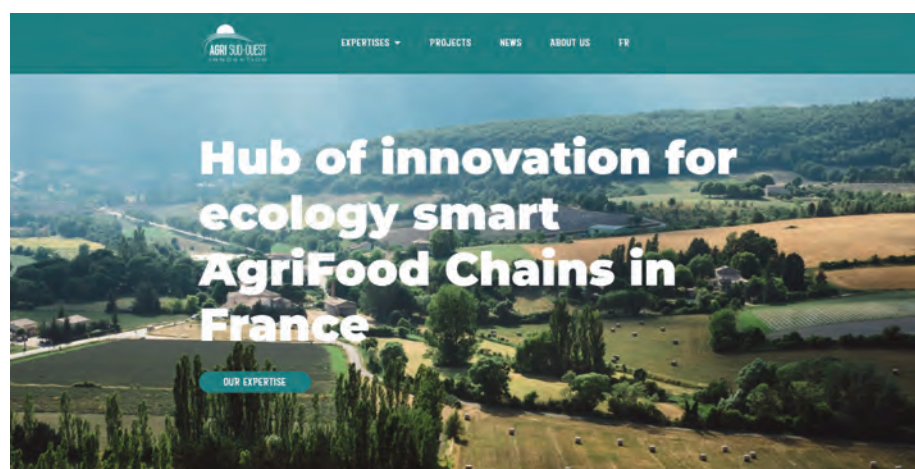 AGRI SUD-OUEST
INNOVATION
EXPERTISES
PROJECTS
NEWS
ABOUT US
FR
Hub of innovation for
ecology smart
AgriFood Chains in
France
OUR EXPERTISE